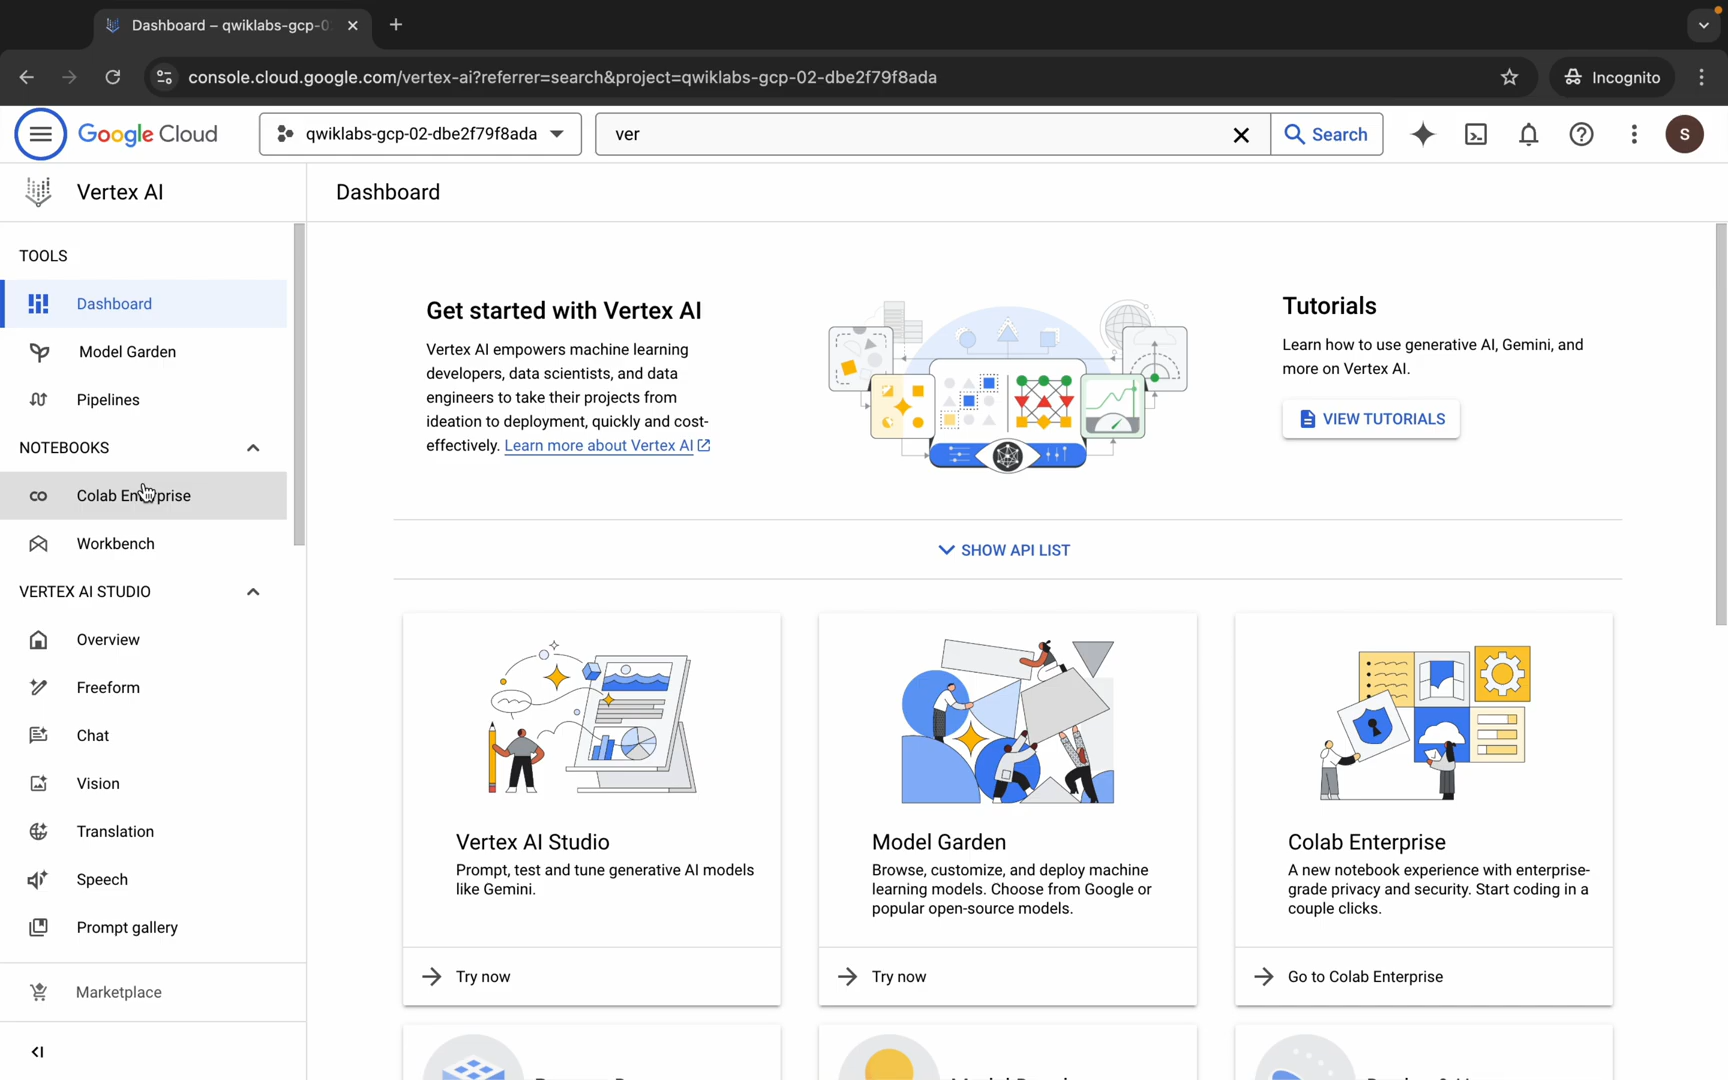 Dashboard – qwiklabs-gcp-0
console.cloud.google.com/vertex-ai?referrer=search&project=qwiklabs-gcp-02-dbe2f79f8ada
Incognito
Google Cloud
qwiklabs-gcp-02-dbe2f79f8ada
ver
Search
S
Vertex AI
Dashboard
TOOLS
Dashboard
Model Garden
Pipelines
NOTEBOOKS
Colab Enterprise
Workbench
VERTEX AI STUDIO
Overview
Freeform
Chat
Vision
Translation
Speech
Prompt gallery
Marketplace
Get started with Vertex AI
Vertex AI empowers machine learning
developers, data scientists, and data
engineers to take their projects from
ideation to deployment, quickly and cost-
effectively. Learn more about Vertex AI
Tutorials
Learn how to use generative AI, Gemini, and
more on Vertex AI.
VIEW TUTORIALS
SHOW API LIST
Vertex AI Studio
Prompt, test and tune generative AI models
like Gemini.
Try now
Model Garden
Browse, customize, and deploy machine
learning models. Choose from Google or
popular open-source models.
Try now
Colab Enterprise
A new notebook experience with enterprise-
grade privacy and security. Start coding in a
couple clicks.
Go to Colab Enterprise